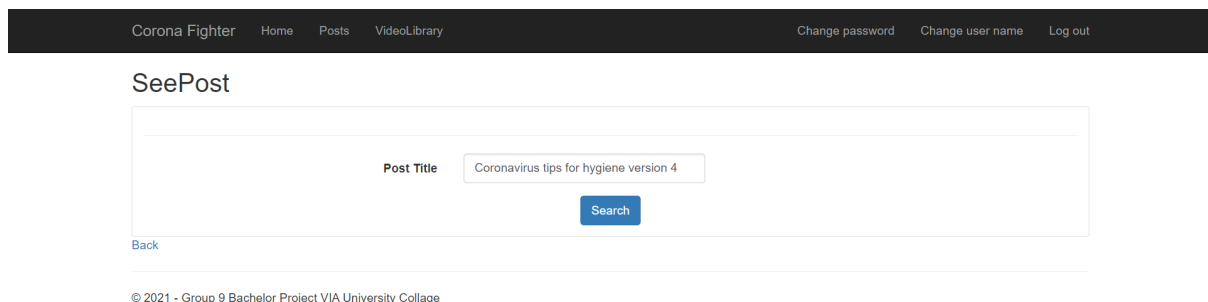 Corona Fighter Home Posts VideoLibrary Change password Change user name Log out
SeePost
Post Title Coronavirus tips for hygiene version 4
Search
Back
© 2021 - Group 9 Bachelor Project VIA University Collage